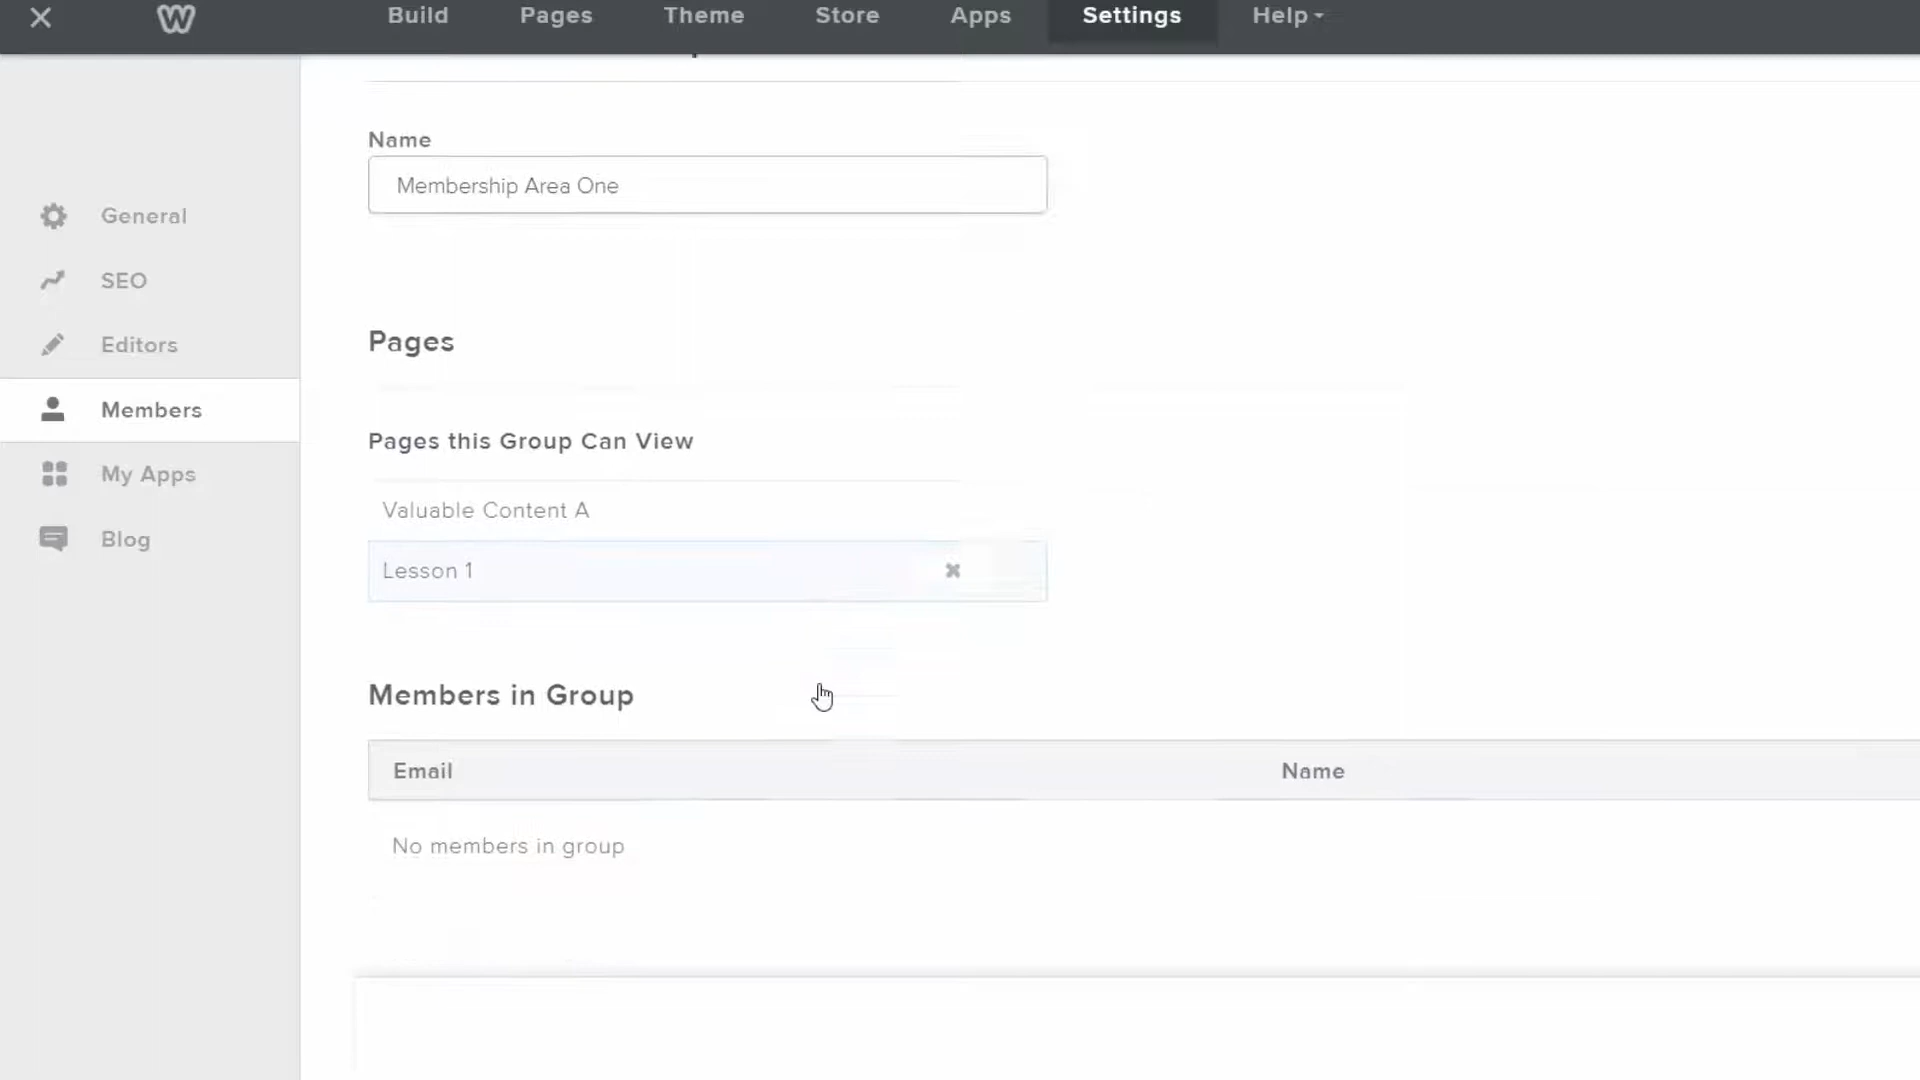 Build Pages Theme Store Apps Settings Help
Name
Membership Area One
General
SEO
Editors
Members
My Apps
Blog
Pages
Pages this Group Can View
Valuable Content A
Lesson 1
Members in Group
Email Name
No members in group